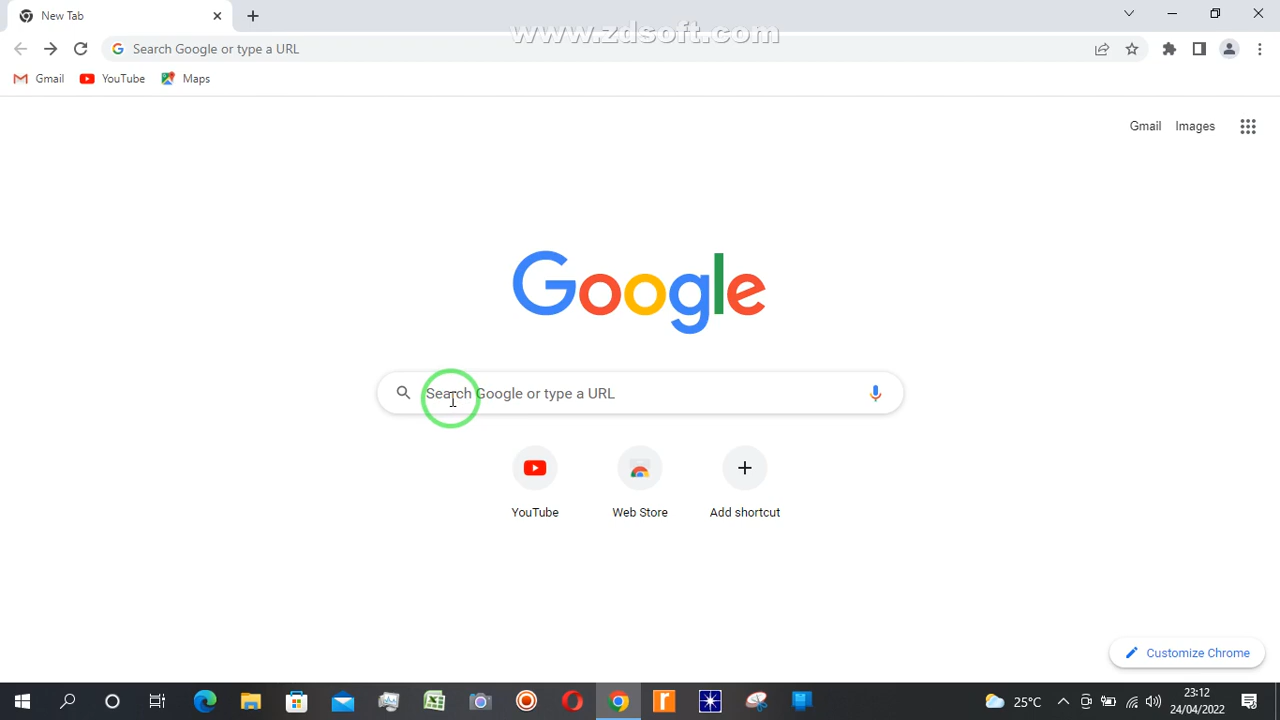 New Tab
www.zdsoft.com
Search Google or type a URL
Gmail YouTube Maps
Gmail Images
Google
Search Google or type a URL
YouTube Web Store Add shortcut
Customize Chrome
25°C
23:12
24/04/2022